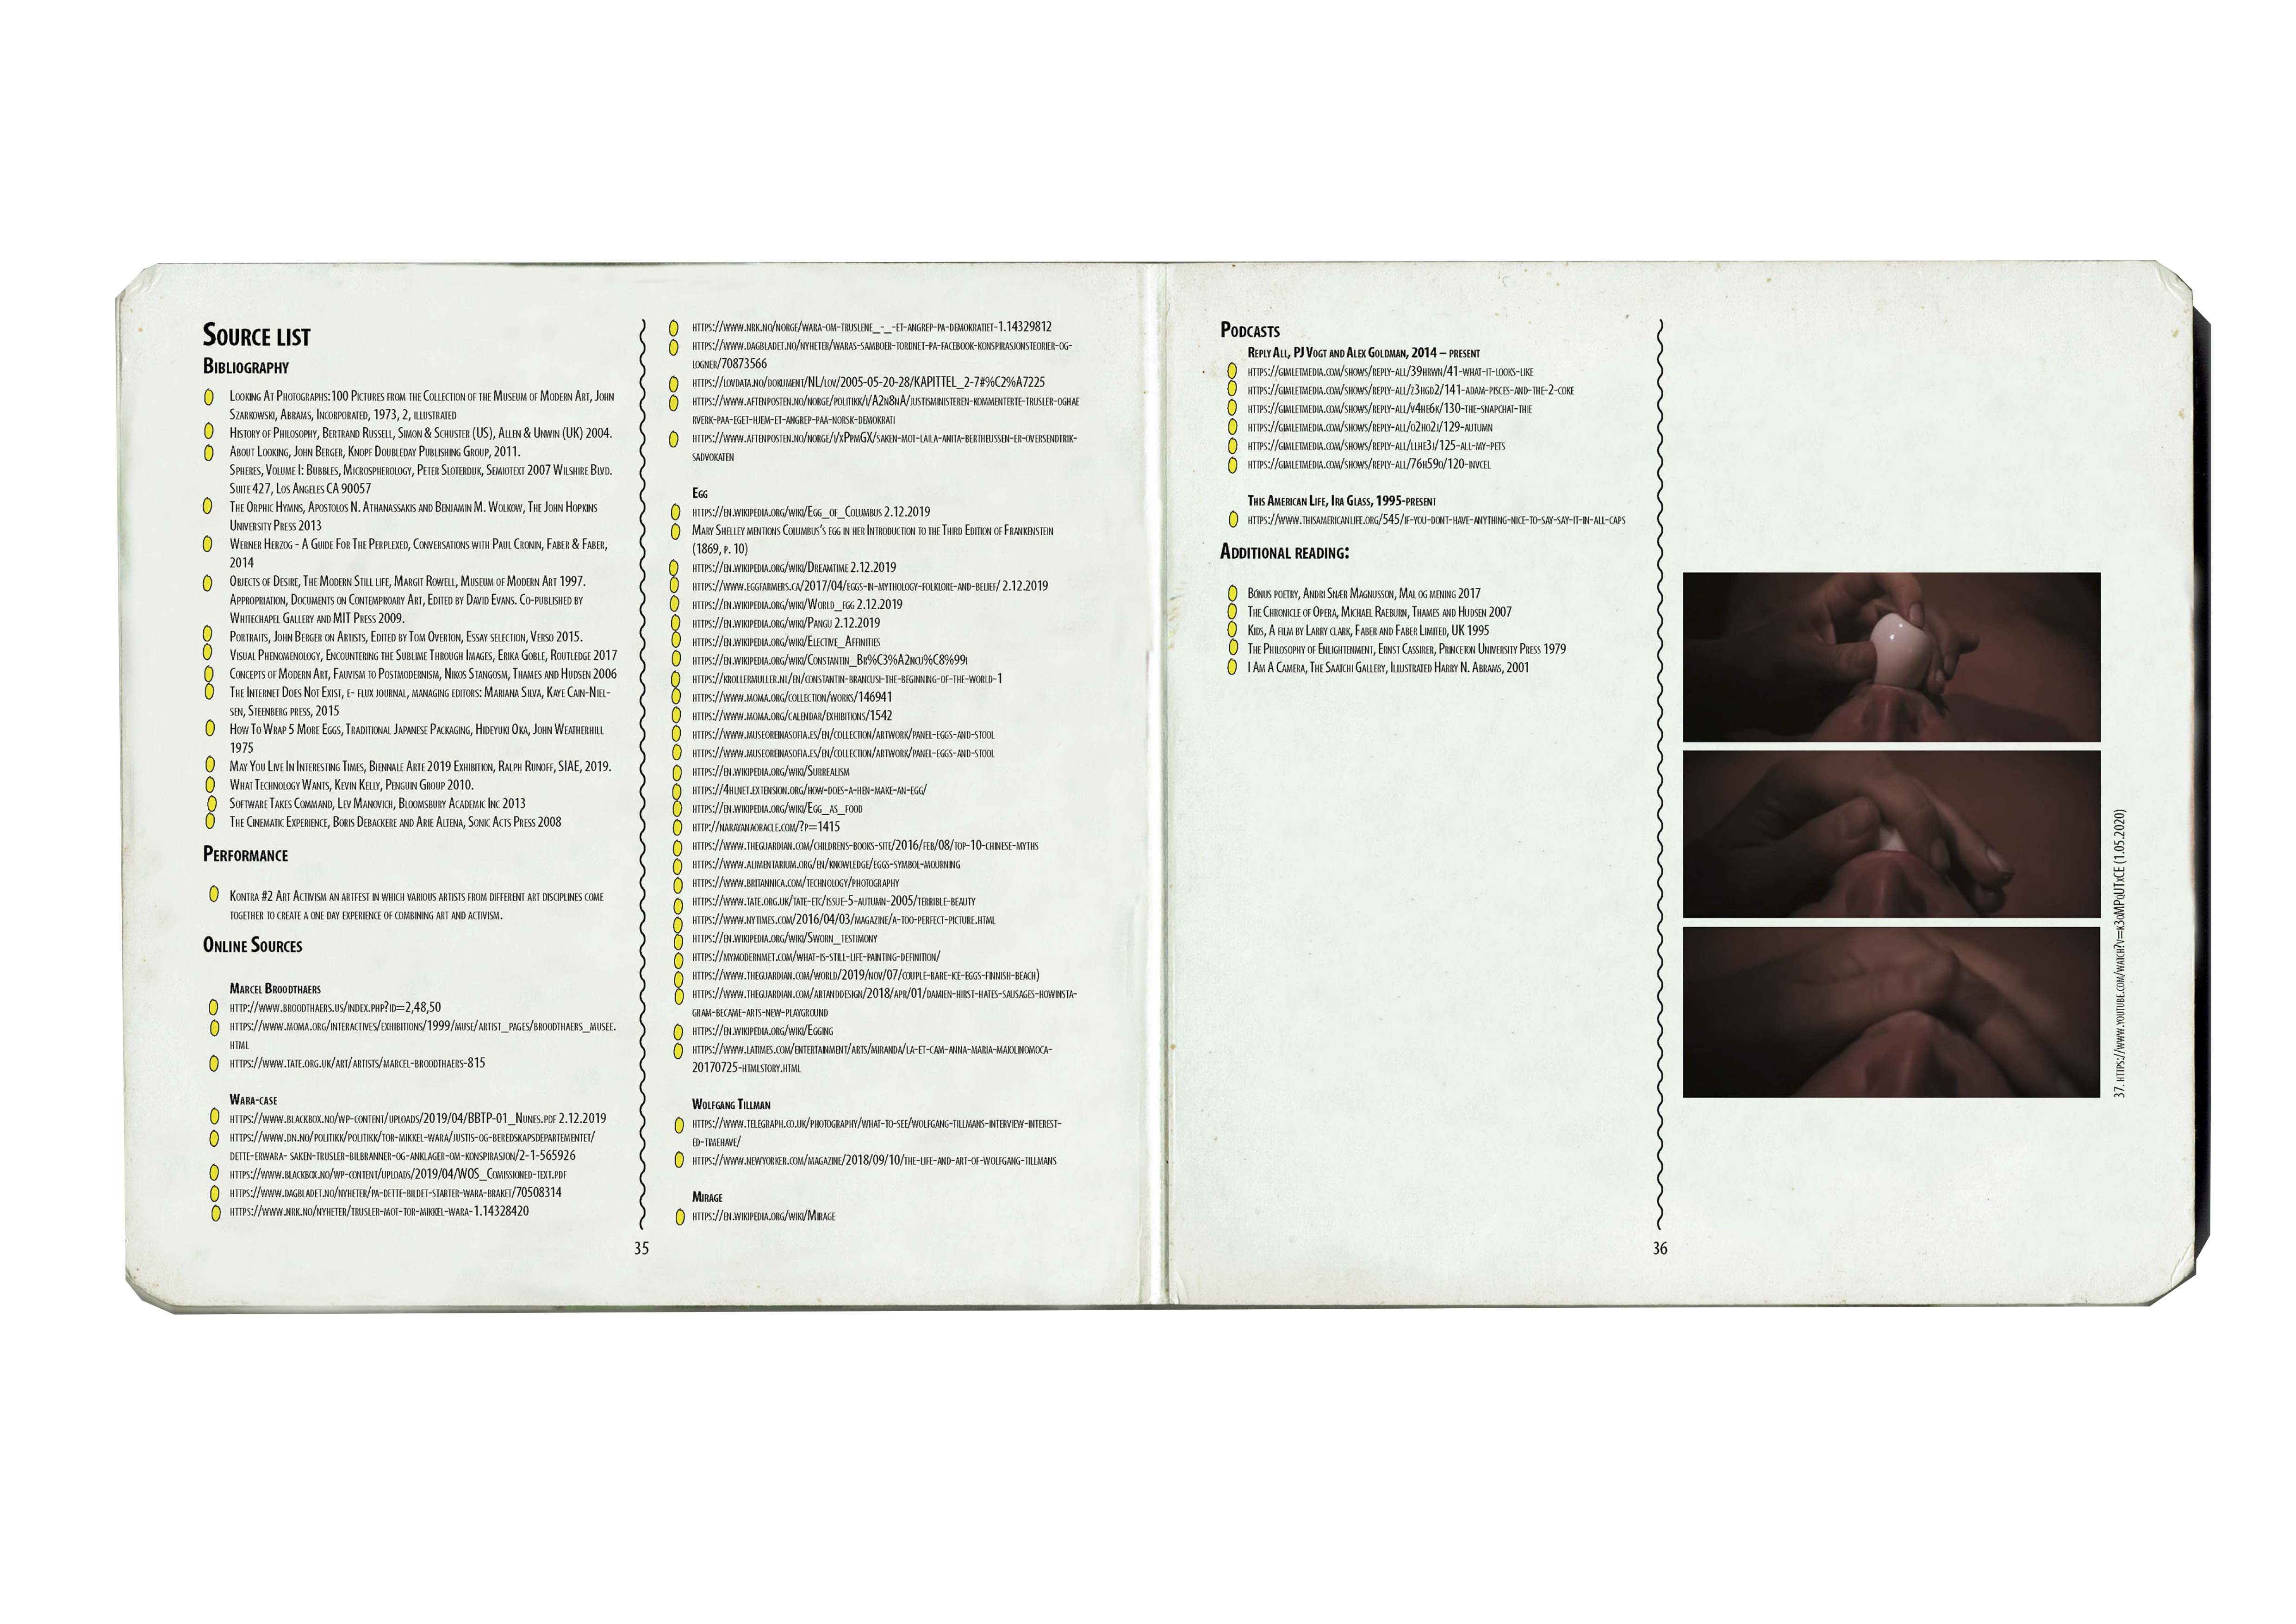 Source list
Bibliography
Looking At Photographs:100 Pictures from the Collection of the Museum of Modern Art, John
Szarkowski, Abrams, Incorporated, 1973, 2, illustrated
History of Philosophy, Bertrand Russell, Simon & Schuster (US), Allen & Unwin (UK) 2004.
About Looking, John Berger, Knopf Doubleday Publishing Group, 2011.
Spheres, Volume I: Bubbles, Microspherology, Peter Sloterduk, Semiotext 2007 Wilshire Blvd.
Suite 427, Los Angeles CA 90057
The Orphic Hymns, Apostolos N. Athanassakis and Benjamin M. Wolkow, The John Hopkins
University Press 2013
Werner Herzog - A Guide For The Perplexed, Conversations with Paul Cronin, Faber & Faber,
2014
Objects of Desire, The Modern Still life, Margit Rowell, Museum of Modern Art 1997.
Appropriation, Documents on Contemproary Art, Edited by David Evans. Co-published by
Whitechapel Gallery and MIT Press 2009.
Portraits, John Berger on Artists, Edited by Tom Overton, Essay selection, Verso 2015.
Visual Phenomenology, Encountering the Sublime Through Images, Erika Goble, Routledge 2017
Concepts of Modern Art, Fauvism to Postmodernism, Nikos Stangosm, Thames and Hudsen 2006
The Internet Does Not Exist, e- flux journal, managing editors: Mariana Silva, Kaye Cain-Niel-
sen, Steenberg press, 2015
How To Wrap 5 More Eggs, Traditional Japanese Packaging, Hideyuki Oka, John Weatherhill
1975
May You Live In Interesting Times, Biennale Arte 2019 Exhibition, Ralph Runoff, SIAE, 2019.
What Technology Wants, Kevin Kelly, Penguin Group 2010.
Software Takes Command, Lev Manovich, Bloomsbury Academic Inc 2013
The Cinematic Experience, Boris Debackere and Arie Altena, Sonic Acts Press 2008
Performance
Kontra #2 Art Activism an artfest in which various artists from different art disciplines come
together to create a one day experience of combining art and activism.
Online Sources
Marcel Broodthaers
http://www.broodthaers.us/index.php?id=2,48,50
https://www.moma.org/interactives/exhibitions/1999/muse/artist_pages/broodthaers_musee.
html
https://www.tate.org.uk/art/artists/marcel-broodthaers-815
Wara-case
https://www.blackbox.no/wp-content/uploads/2019/04/BBTP-01_Nunes.pdf 2.12.2019
https://www.dn.no/politikk/politikk/tor-mikkel-wara/justis-og-beredskapsdepartementet/
dette-erwara- saken-trusler-bilbranner-og-anklager-om-konspirasjon/2-1-565926
https://www.blackbox.no/wp-content/uploads/2019/04/WOS_Comissioned-text.pdf
https://www.dagbladet.no/nyheter/pa-dette-bildet-starter-wara-braket/70508314
https://www.nrk.no/nyheter/trusler-mot-tor-mikkel-wara-1.14328420
https://www.nrk.no/norge/wara-om-truslene_-_-et-angrep-pa-demokratiet-1.14329812
https://www.dagbladet.no/nyheter/waras-samboer-tordnet-pa-facebook-konspirasjonsteorier-og-
logner/70873566
https://lovdata.no/dokument/NL/lov/2005-05-20-28/KAPITTEL_2-7#%C2%A7225
https://www.aftenposten.no/norge/politikk/i/A2n8nA/justisministeren-kommenterte-trusler-oghae
rverk-paa-eget-hjem-et-angrep-paa-norsk-demokrati
https://www.aftenposten.no/norge/i/xPpmGX/saken-mot-laila-anita-bertheussen-er-oversendtrik-
sadvokaten
Egg
https://en.wikipedia.org/wiki/Egg_of_Columbus 2.12.2019
Mary Shelley mentions Columbus's egg in her Introduction to the Third Edition of Frankenstein
(1869, p. 10)
https://en.wikipedia.org/wiki/Dreamtime 2.12.2019
https://www.eggfarmers.ca/2017/04/eggs-in-mythology-folklore-and-belief/ 2.12.2019
https://en.wikipedia.org/wiki/World_egg 2.12.2019
https://en.wikipedia.org/wiki/Pangu 2.12.2019
https://en.wikipedia.org/wiki/Elective_Affinities
https://en.wikipedia.org/wiki/Constantin_Br%C3%A2ncu%C8%99i
https://krollermuller.nl/en/constantin-brancusi-the-beginning-of-the-world-1
https://www.moma.org/collection/works/146941
https://www.moma.org/calendar/exhibitions/1542
https://www.museoreinasofia.es/en/collection/artwork/panel-eggs-and-stool
https://www.museoreinasofia.es/en/collection/artwork/panel-eggs-and-stool
https://en.wikipedia.org/wiki/Surrealism
https://4hlnet.extension.org/how-does-a-hen-make-an-egg/
https://en.wikipedia.org/wiki/Egg_as_food
http://narayanaoracle.com/?p=1415
https://www.theguardian.com/childrens-books-site/2016/feb/08/top-10-chinese-myths
https://www.alimentarium.org/en/knowledge/eggs-symbol-mourning
https://www.britannica.com/technology/photography
https://www.tate.org.uk/tate-etc/issue-5-autumn-2005/terrible-beauty
https://www.nytimes.com/2016/04/03/magazine/a-too-perfect-picture.html
https://en.wikipedia.org/wiki/Sworn_testimony
https://mymodernmet.com/what-is-still-life-painting-definition/
https://www.theguardian.com/world/2019/nov/07/couple-rare-ice-eggs-finnish-beach)
https://www.theguardian.com/artanddesign/2018/apr/01/damien-hirst-hates-sausages-howinsta-
gram-became-arts-new-playground
https://en.wikipedia.org/wiki/Egging
https://www.latimes.com/entertainment/arts/miranda/la-et-cam-anna-maria-maiolinomoca-
20170725-htmlstory.html
Wolfgang Tillman
https://www.telegraph.co.uk/photography/what-to-see/wolfgang-tillmans-interview-interest-
ed-timehave/
https://www.newyorker.com/magazine/2018/09/10/the-life-and-art-of-wolfgang-tillmans
Mirage
https://en.wikipedia.org/wiki/Mirage
35
Podcasts
Reply All, PJ Vogt and Alex Goldman, 2014 – present
https://gimletmedia.com/shows/reply-all/39hrwn/41-what-it-looks-like
https://gimletmedia.com/shows/reply-all/z3hgd2/141-adam-pisces-and-the-2-coke
https://gimletmedia.com/shows/reply-all/v4he6k/130-the-snapchat-thie
https://gimletmedia.com/shows/reply-all/o2ho2j/129-autumn
https://gimletmedia.com/shows/reply-all/llhe3j/125-all-my-pets
https://gimletmedia.com/shows/reply-all/76h59o/120-invcel
This American Life, Ira Glass, 1995-present
https://www.thisamericanlife.org/545/if-you-dont-have-anything-nice-to-say-say-it-in-all-caps
Additional reading:
Bónus poetry, Andri Snær Magnusson, Mal og mening 2017
The Chronicle of Opera, Michael Raeburn, Thames and Hudsen 2007
Kids, A film by Larry clark, Faber and Faber Limited, UK 1995
The Philosophy of Enlightenment, Ernst Cassirer, Princeton University Press 1979
I Am A Camera, The Saatchi Gallery, Illustrated Harry N. Abrams, 2001
36
37. https://www.youtube.com/watch?v=k3oMPqUTxCE (1.05.2020)